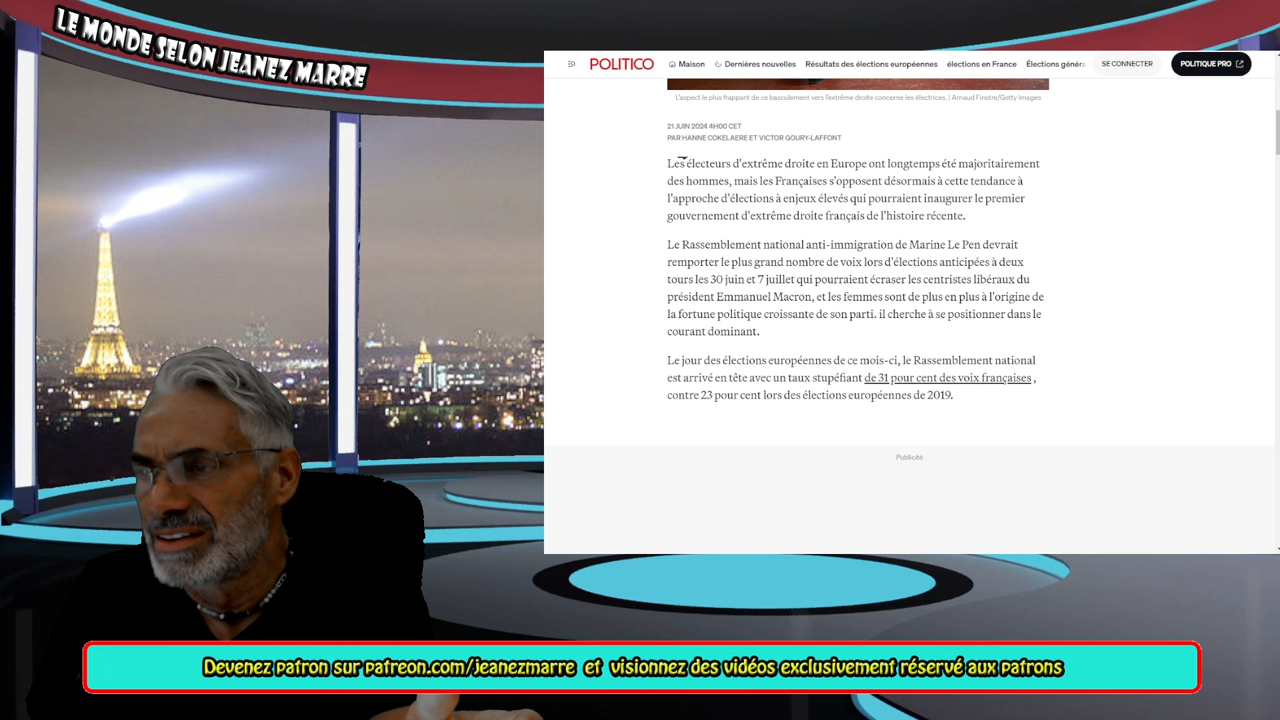 LE MONDE SELON JEANEZ MARRE
POLITICO
Maison
Dernières nouvelles
Résultats des élections européennes
élections en France
Élections généra
SE CONNECTER
POLITIQUE PRO
L'aspect le plus frappant de ce basculement vers l'extrême droite concerne les électrices. | Arnaud Finstre/Getty Images
21 JUIN 2024 4H00 CET
PAR HANNE COKELAERE ET VICTOR GOURY-LAFFONT
Les électeurs d'extrême droite en Europe ont longtemps été majoritairement
des hommes, mais les Françaises s'opposent désormais à cette tendance à
l'approche d'élections à enjeux élevés qui pourraient inaugurer le premier
gouvernement d'extrême droite français de l'histoire récente.
Le Rassemblement national anti-immigration de Marine Le Pen devrait
remporter le plus grand nombre de voix lors d'élections anticipées à deux
tours les 30 juin et 7 juillet qui pourraient écraser les centristes libéraux du
président Emmanuel Macron, et les femmes sont de plus en plus à l'origine de
la fortune politique croissante de son parti. il cherche à se positionner dans le
courant dominant.
Le jour des élections européennes de ce mois-ci, le Rassemblement national
est arrivé en tête avec un taux stupéfiant de 31 pour cent des voix françaises ,
contre 23 pour cent lors des élections européennes de 2019.
Publicité
Devenez patron sur patreon.com/jeanezmarre et visionnez des vidéos exclusivement réservé aux patrons